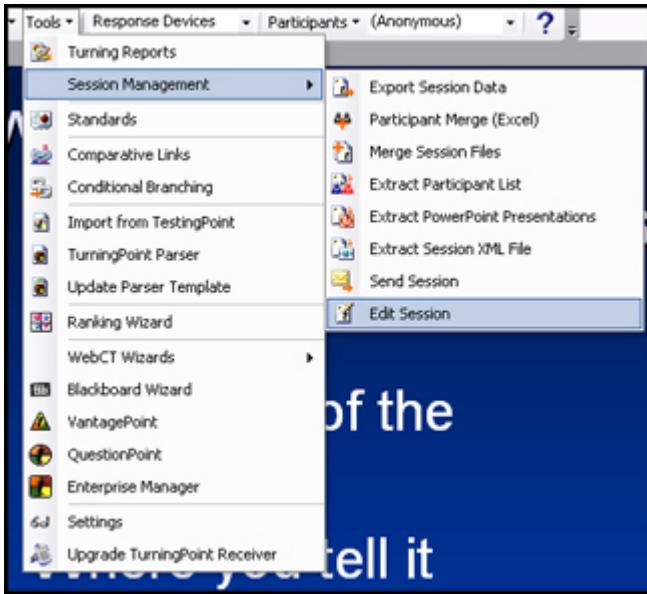 Tools Response Devices Participants (Anonymous) ?
Turning Reports
Session Management
Standards
Comparative Links
Conditional Branching
Import from TestingPoint
TurningPoint Parser
Update Parser Template
Ranking Wizard
WebCT Wizards
Blackboard Wizard
VantagePoint
QuestionPoint
Enterprise Manager
Settings
Upgrade TurningPoint Receiver
Export Session Data
Participant Merge (Excel)
Merge Session Files
Extract Participant List
Extract PowerPoint Presentations
Extract Session XML File
Send Session
Edit Session
of the
Where you tell it